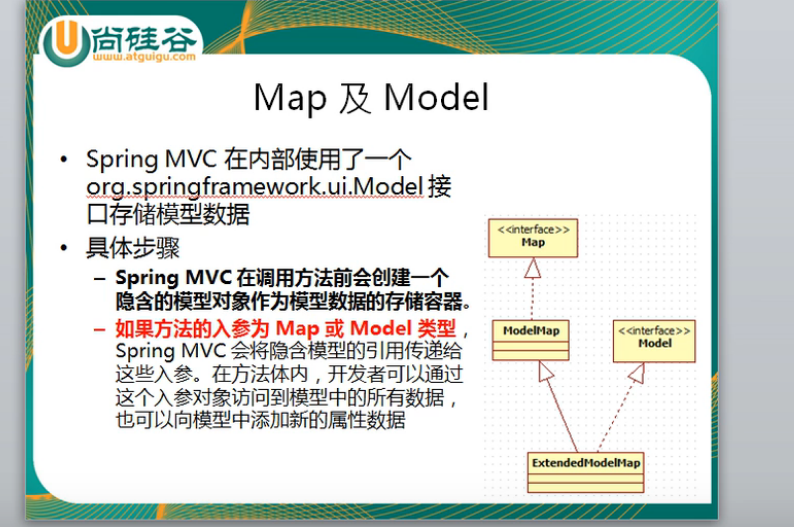 尚硅谷
www.atguigu.com
Map 及 Model
• Spring MVC 在内部使用了一个
org.springframework.ui.Model 接
口存储模型数据
• 具体步骤
– Spring MVC 在调用方法前会创建一个
隐含的模型对象作为模型数据的存储容器。
– 如果方法的入参为 Map 或 Model 类型，
Spring MVC 会将隐含模型的引用传递给
这些入参。在方法体内，开发者可以通过
这个入参对象访问到模型中的所有数据，
也可以向模型中添加新的属性数据
<<interface>>
Map
ModelMap
<<interface>>
Model
ExtendedModelMap